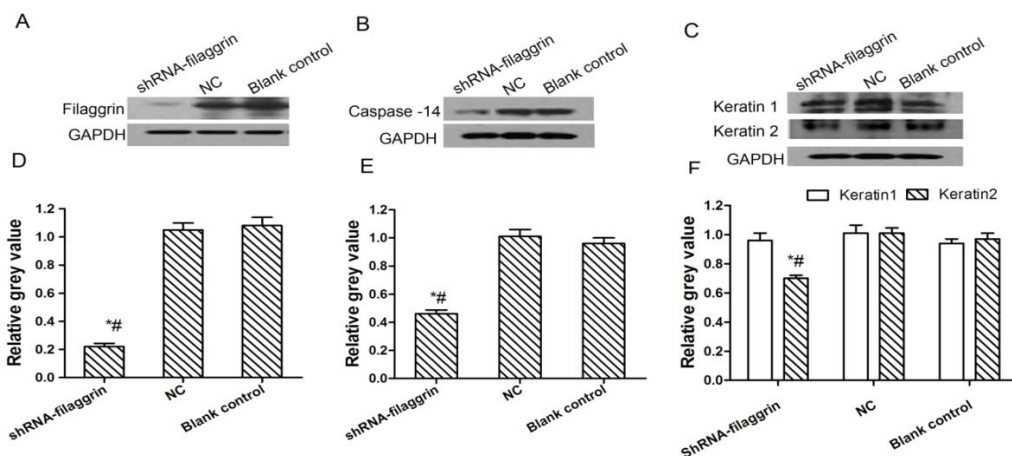 A
shRNA-filaggrin
NC
Blank control
Filaggrin
GAPDH
B
shRNA-filaggrin
NC
Blank control
Caspase -14
GAPDH
C
shRNA-filaggrin
NC
Blank control
Keratin 1
Keratin 2
GAPDH
D
Relative grey value
1.2
1.0
0.8
0.6
0.4
0.2
0.0
*#
shRNA-filaggrin
NC
Blank control
E
Relative grey value
1.2
1.0
0.8
0.6
0.4
0.2
0.0
*#
shRNA-filaggrin
NC
Blank control
F
Keratin1 Keratin2
Relative grey value
1.2
1.0
0.8
0.6
0.4
0.2
0.0
*#
ShRNA-filaggrin
NC
Blank control